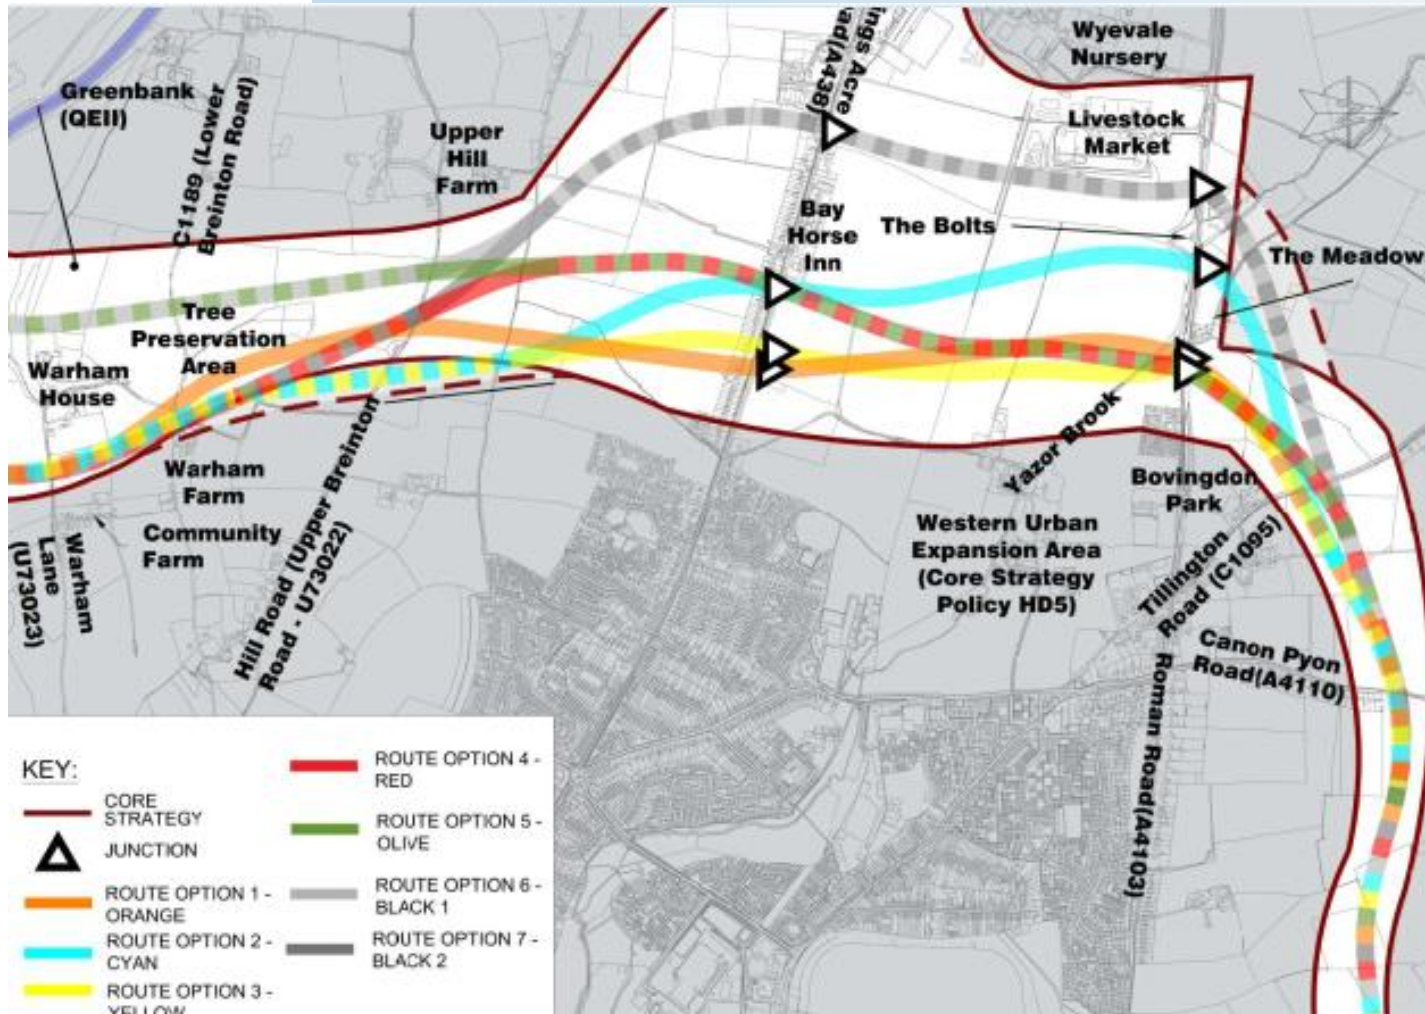 Wyevale
Nursery
Greenbank
(QEII)
C1189 (Lower
Breinton Road)
Upper
Hill
Farm
ings Acre
oad(A438)
Livestock
Market
Bay
Horse
Inn
The Bolts
The Meadow
Tree
Preservation
Area
Warham
House
Warham
Farm
Community
Farm
Warham
Lane
(U73023)
Hill Road (Upper Breinton
Road - U73022)
Yazor Brook
Bovingdon
Park
Western Urban
Expansion Area
(Core Strategy
Policy HD5)
Tillington
Road (C1095)
Canon Pyon
Road(A4110)
Roman Road(A4103)
KEY:
CORE
STRATEGY
JUNCTION
ROUTE OPTION 1 -
ORANGE
ROUTE OPTION 2 -
CYAN
ROUTE OPTION 3 -
YELLOW
ROUTE OPTION 4 -
RED
ROUTE OPTION 5 -
OLIVE
ROUTE OPTION 6 -
BLACK 1
ROUTE OPTION 7 -
BLACK 2